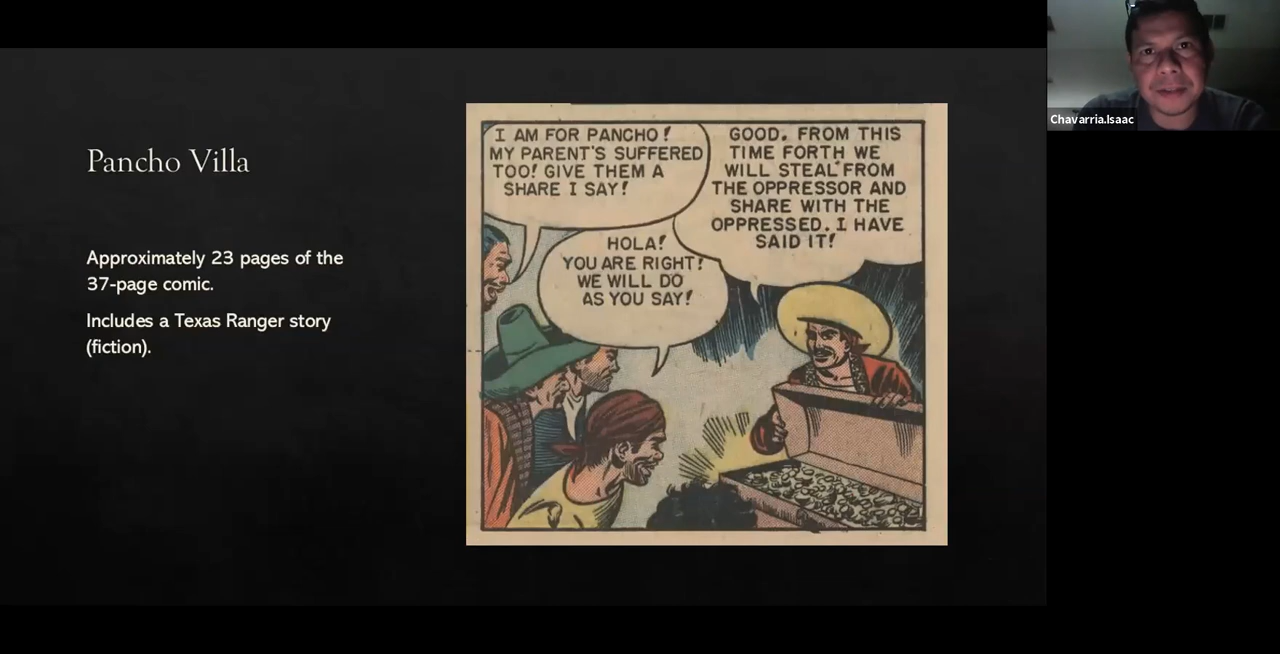 Pancho Villa
Approximately 23 pages of the
37-page comic.
Includes a Texas Ranger story
(fiction).
I AM FOR PANCHO!
MY PARENT'S SUFFERED
TOO! GIVE THEM A
SHARE I SAY!
HOLA!
YOU ARE RIGHT!
WE WILL DO
AS YOU SAY!
GOOD. FROM THIS
TIME FORTH WE
WILL STEAL FROM
THE OPPRESSOR AND
SHARE WITH THE
OPPRESSED. I HAVE
SAID IT!
Chavarria.Isaac